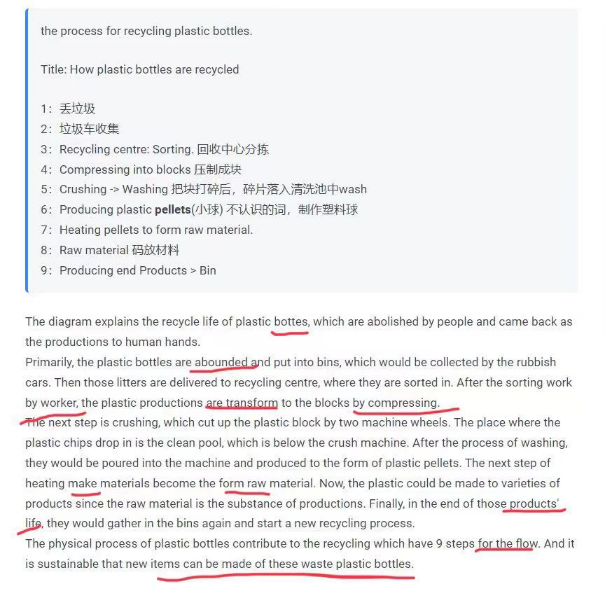 the process for recycling plastic bottles.
Title: How plastic bottles are recycled
1：丢垃圾
2：垃圾车收集
3：Recycling centre: Sorting. 回收中心分拣
4：Compressing into blocks 压制成块
5：Crushing -> Washing 把块打碎后，碎片落入清洗池中wash
6：Producing plastic pellets(小球) 不认识的词，制作塑料球
7：Heating pellets to form raw material.
8：Raw material 码放材料
9：Producing end Products > Bin
The diagram explains the recycle life of plastic bottes, which are abolished by people and came back as
the productions to human hands.
Primarily, the plastic bottles are abounded and put into bins, which would be collected by the rubbish
cars. Then those litters are delivered to recycling centre, where they are sorted in. After the sorting work
by worker, the plastic productions are transform to the blocks by compressing.
The next step is crushing, which cut up the plastic block by two machine wheels. The place where the
plastic chips drop in is the clean pool, which is below the crush machine. After the process of washing,
they would be poured into the machine and produced to the form of plastic pellets. The next step of
heating make materials become the form raw material. Now, the plastic could be made to varieties of
products since the raw material is the substance of productions. Finally, in the end of those products'
life, they would gather in the bins again and start a new recycling process.
The physical process of plastic bottles contribute to the recycling which have 9 steps for the flow. And it
is sustainable that new items can be made of these waste plastic bottles.